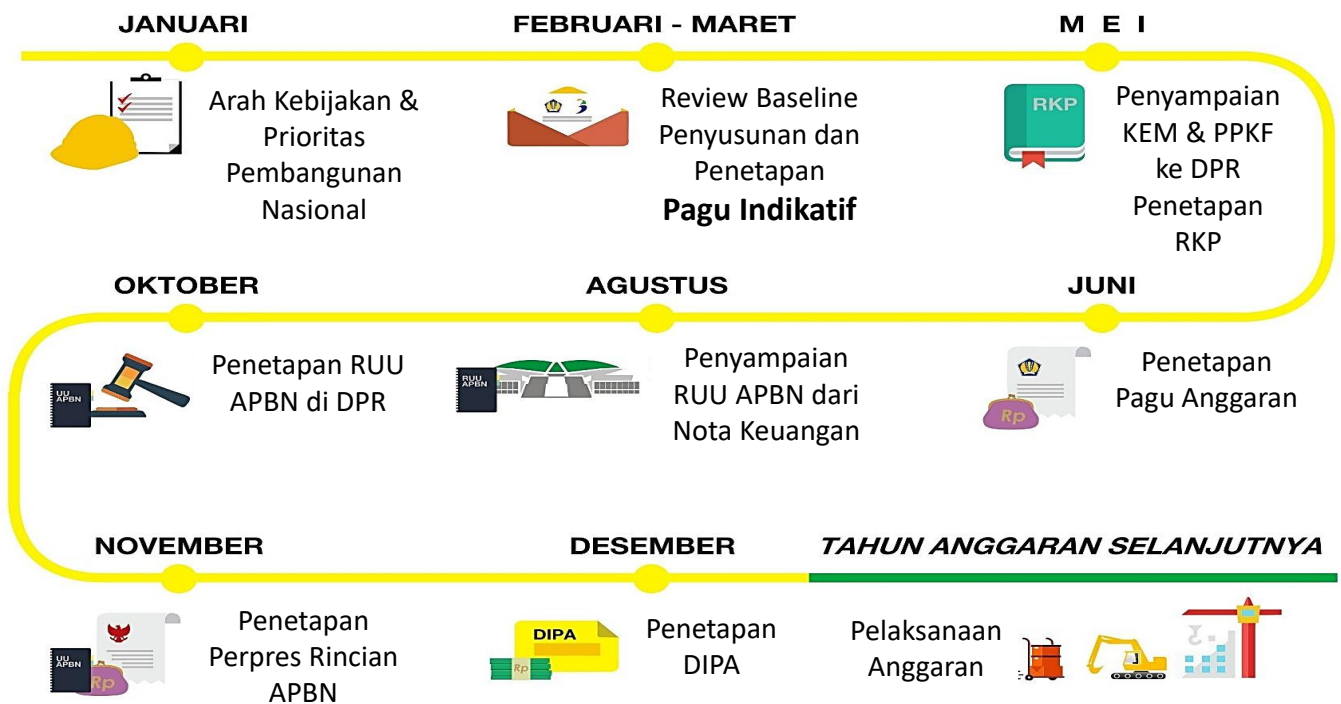 JANUARI
Arah Kebijakan &
Prioritas
Pembangunan
Nasional
FEBRUARI - MARET
Review Baseline
Penyusunan dan
Penetapan
Pagu Indikatif
M E I
RKP
Penyampaian
KEM & PPKF
ke DPR
Penetapan
RKP
JUNI
Rp
Penetapan
Pagu Anggaran
AGUSTUS
RUU
APBN
Penyampaian
RUU APBN dari
Nota Keuangan
OKTOBER
UU
APBN
Penetapan RUU
APBN di DPR
NOVEMBER
UU
APBN
Rp
Penetapan
Perpres Rincian
APBN
DESEMBER
DIPA
Rp
Penetapan
DIPA
TAHUN ANGGARAN SELANJUTNYA
Pelaksanaan
Anggaran